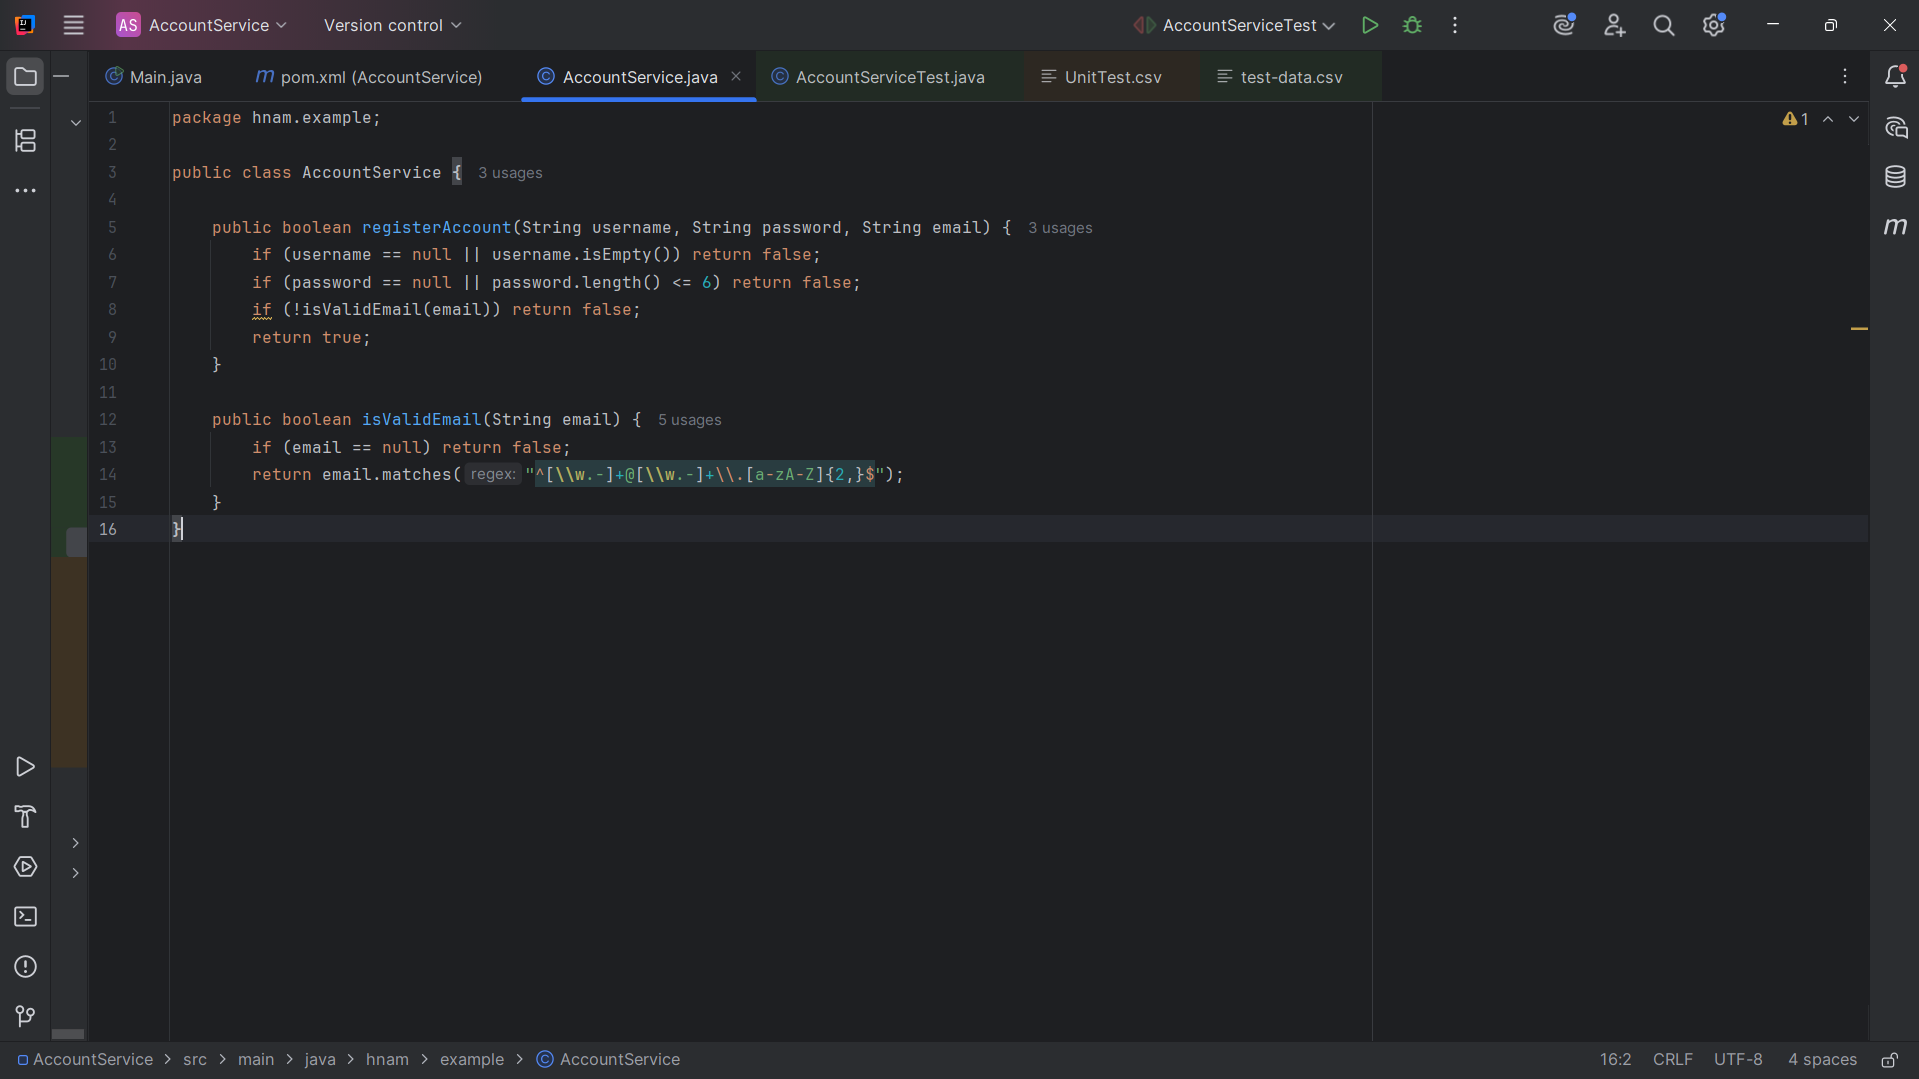 AS AccountService Version control AccountServiceTest
Main.java pom.xml (AccountService) AccountService.java AccountServiceTest.java UnitTest.csv test-data.csv
1 package hnam.example; 1
2
3 public class AccountService { 3 usages
4
5 public boolean registerAccount(String username, String password, String email) { 3 usages
6 if (username == null || username.isEmpty()) return false;
7 if (password == null || password.length() <= 6) return false;
8 if (!isValidEmail(email)) return false;
9 return true;
10 }
11
12 public boolean isValidEmail(String email) { 5 usages
13 if (email == null) return false;
14 return email.matches( regex: "^[\\w.-]+@[\\w.-]+\\.[a-zA-Z]{2,}$");
15 }
16 }
AccountService > src > main > java > hnam > example > AccountService 16:2 CRLF UTF-8 4 spaces